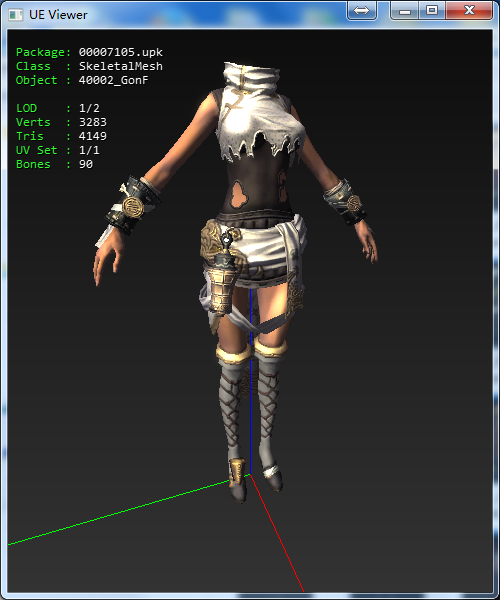 UE Viewer
Package: 00007105.upk
Class : SkeletalMesh
Object : 40002_GonF
LOD : 1/2
Verts : 3283
Tris : 4149
UV Set : 1/1
Bones : 90